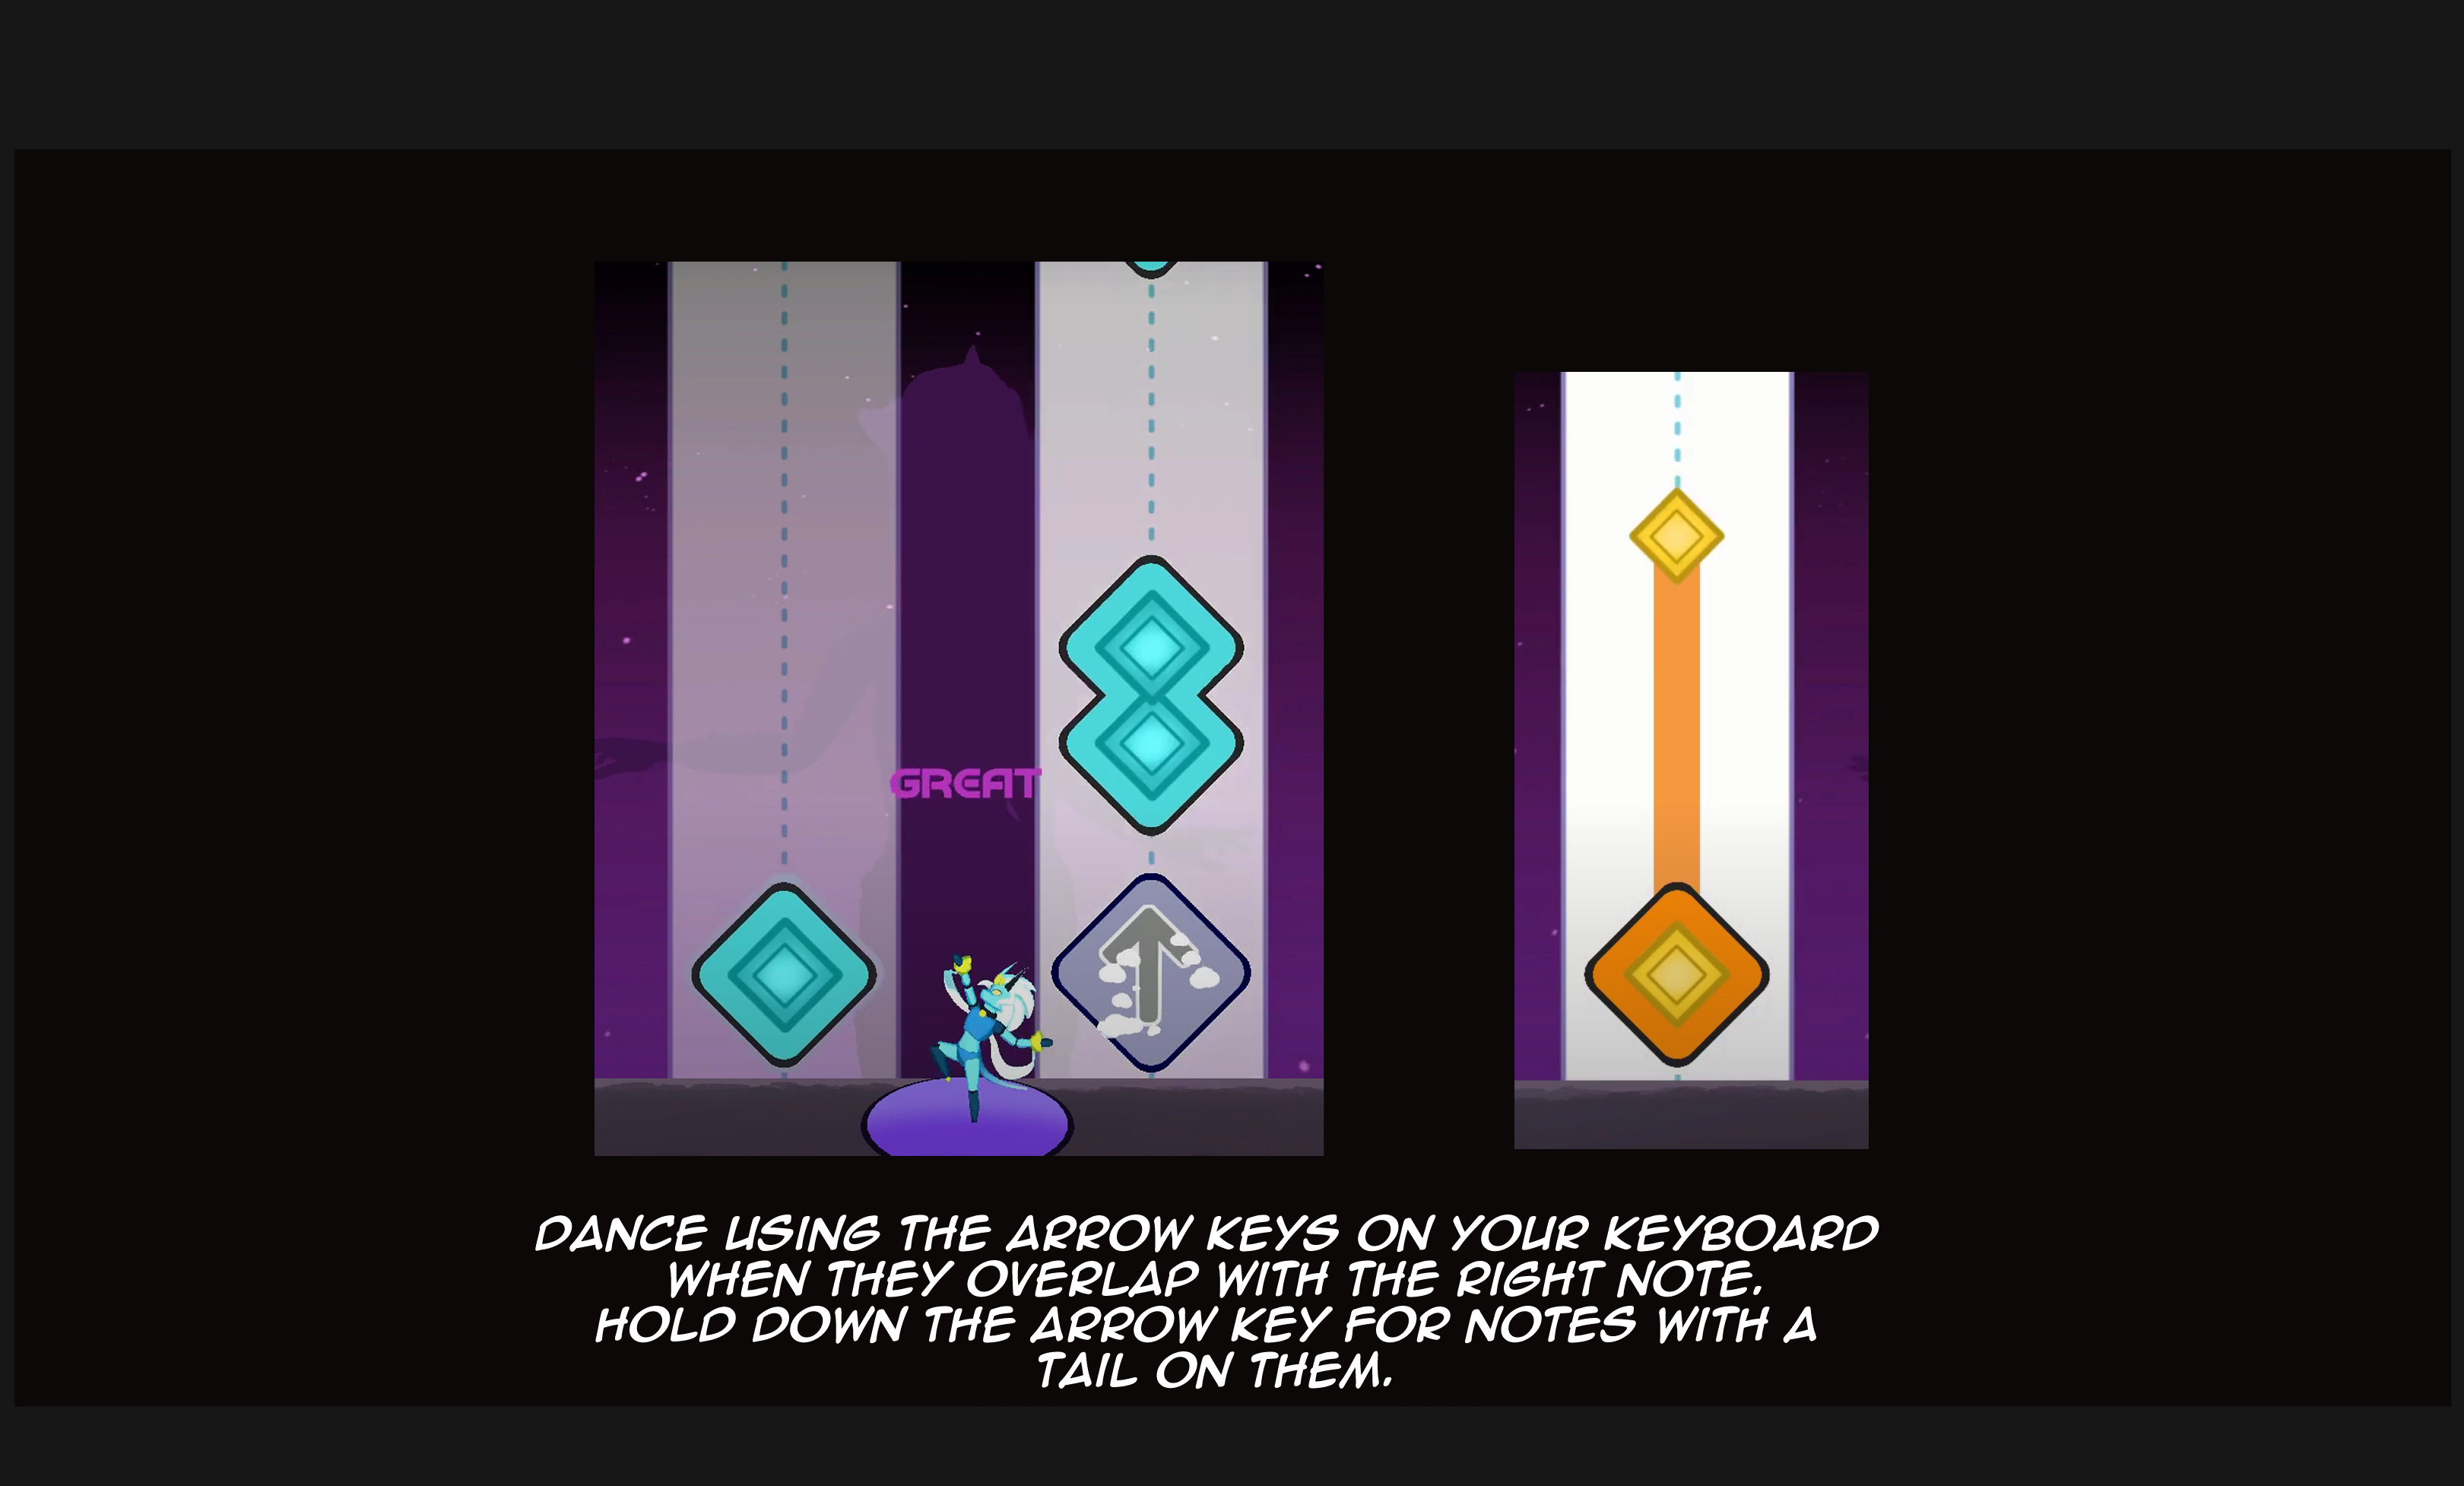 GREAT
DANCE USING THE ARROW KEYS ON YOUR KEYBOARD
WHEN THEY OVERLAP WITH THE RIGHT NOTE.
HOLD DOWN THE ARROW KEY FOR NOTES WITH A
TAIL ON THEM.